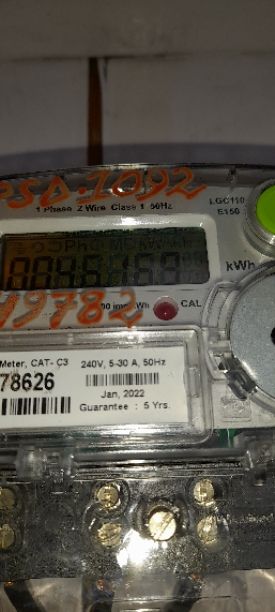 PSD-1092
1 Phase 2 Wire Class 1 50Hz
LGC110
E150
kWh
19782
CAL
Meter, CAT- C3
240V, 5-30 A, 50Hz
78626
Jan, 2022
Guarantee : 5 Yrs.